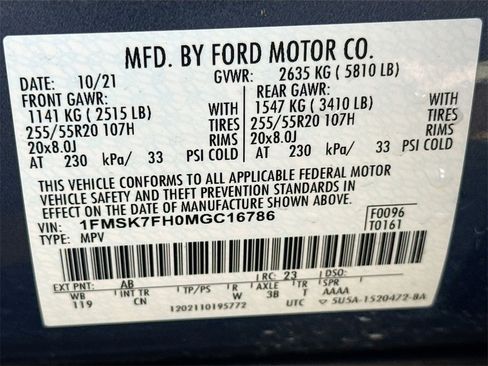 MFD. BY FORD MOTOR CO.
DATE: 10/21 GVWR: 2635 KG ( 5810 LB)
FRONT GAWR: REAR GAWR:
1141 KG ( 2515 LB) WITH 1547 KG ( 3410 LB) WITH
255/55R20 107H TIRES 255/55R20 107H TIRES
20x8.0J RIMS 20x8.0J RIMS
AT 230 kPa/ 33 PSI COLD AT 230 kPa/ 33 PSI COLD
THIS VEHICLE CONFORMS TO ALL APPLICABLE FEDERAL MOTOR
VEHICLE SAFETY AND THEFT PREVENTION STANDARDS IN
EFFECT ON THE DATE OF MANUFACTURE SHOWN ABOVE.
VIN: 1FMSK7FH0MGC16786 F0096
TYPE: MPV T0161
EXT PNT: AB RC: 23 DSO:
WB INT TR TP/PS R AXLE TR SPR
119 CN W 3B T AAAA
1202110195772 UTC 5U5A-1520472-BA